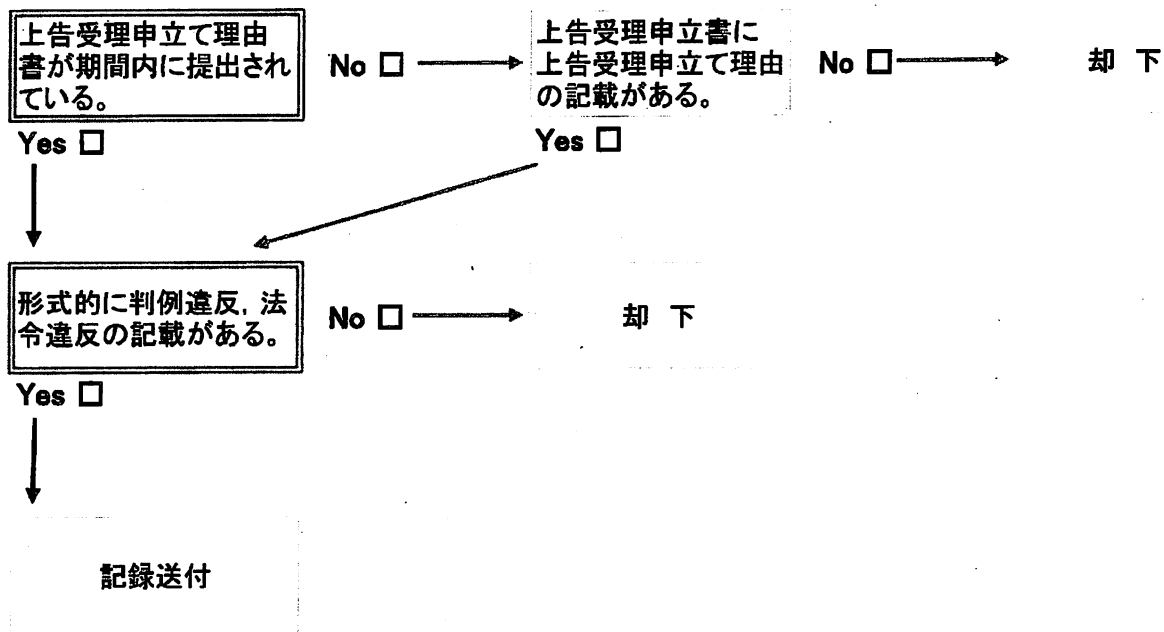 上告受理申立て理由
書が期間内に提出され
ている。
No □
上告受理申立書に
上告受理申立て理由
の記載がある。
No □
却 下
Yes □
Yes □
形式的に判例違反，法
令違反の記載がある。
No □
却 下
Yes □
記録送付